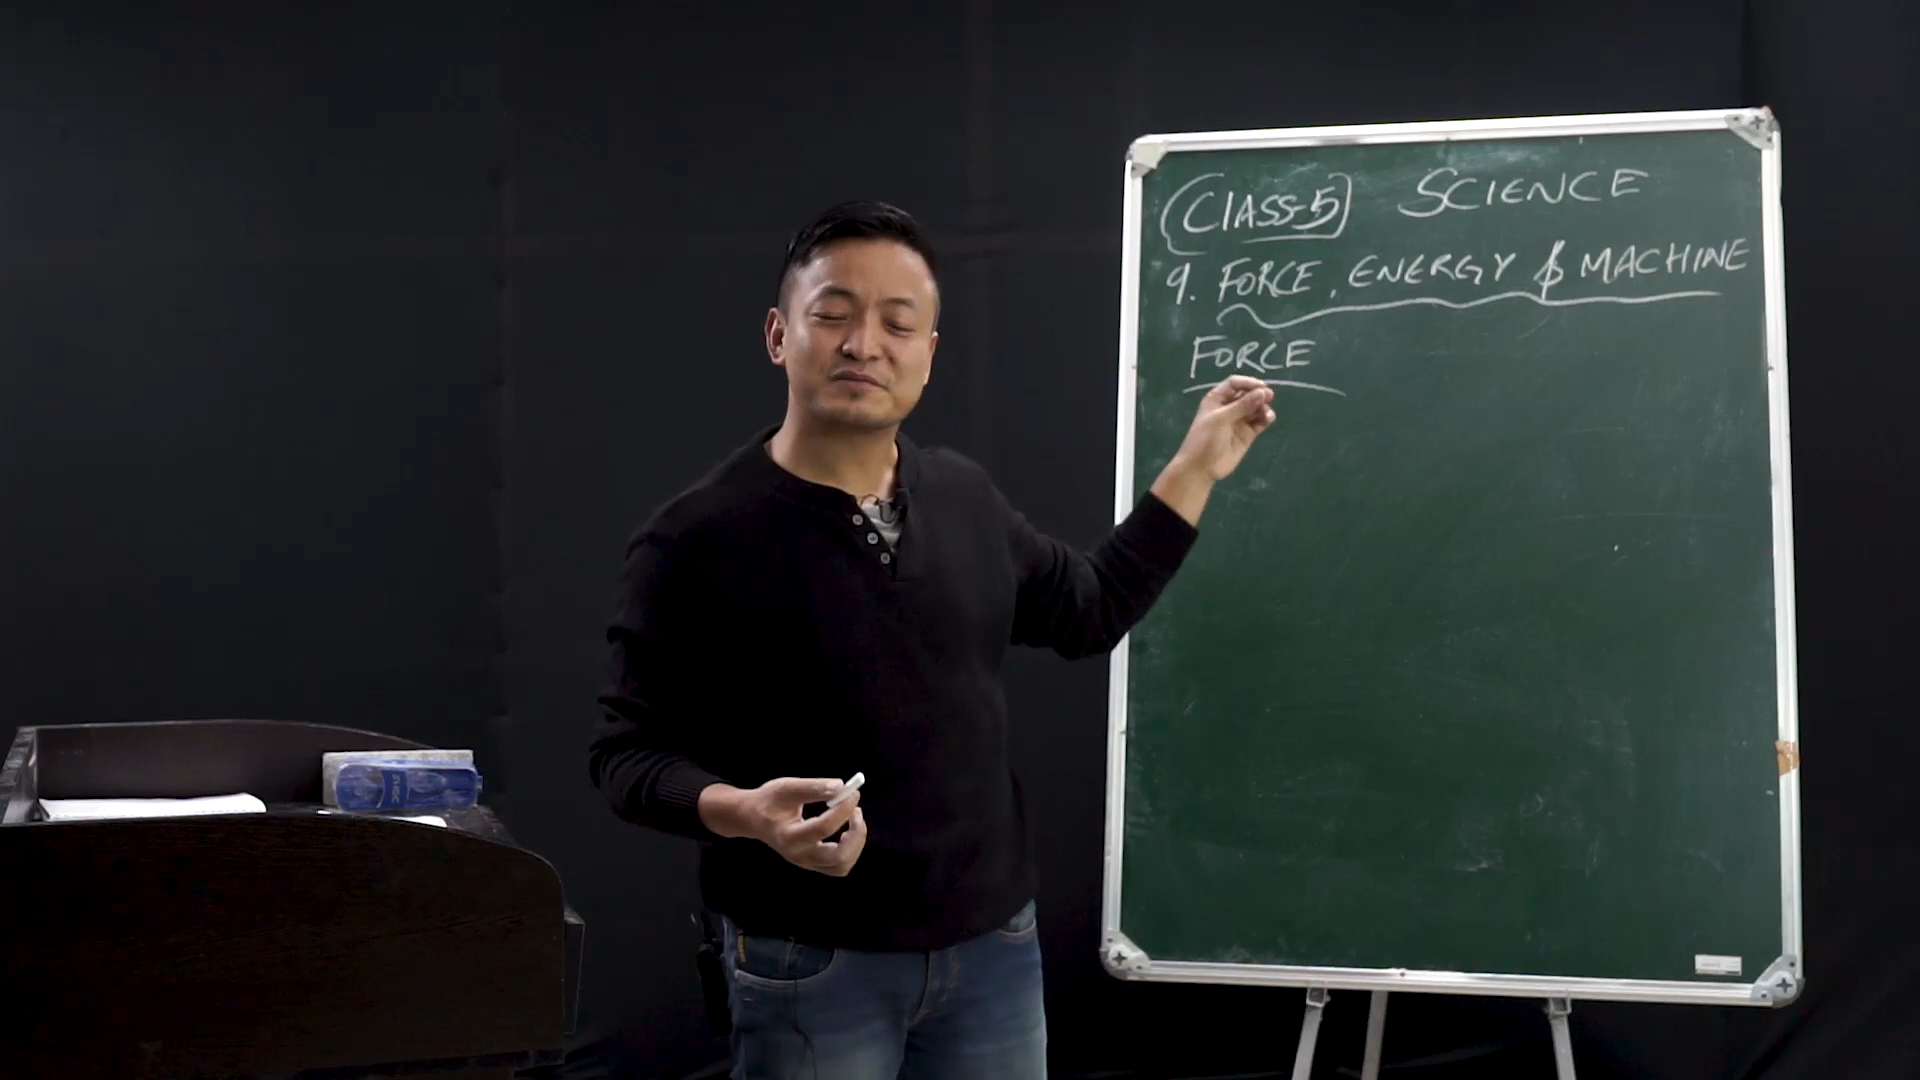 (CLASS-5) SCIENCE
9. FORCE, ENERGY & MACHINE
FORCE